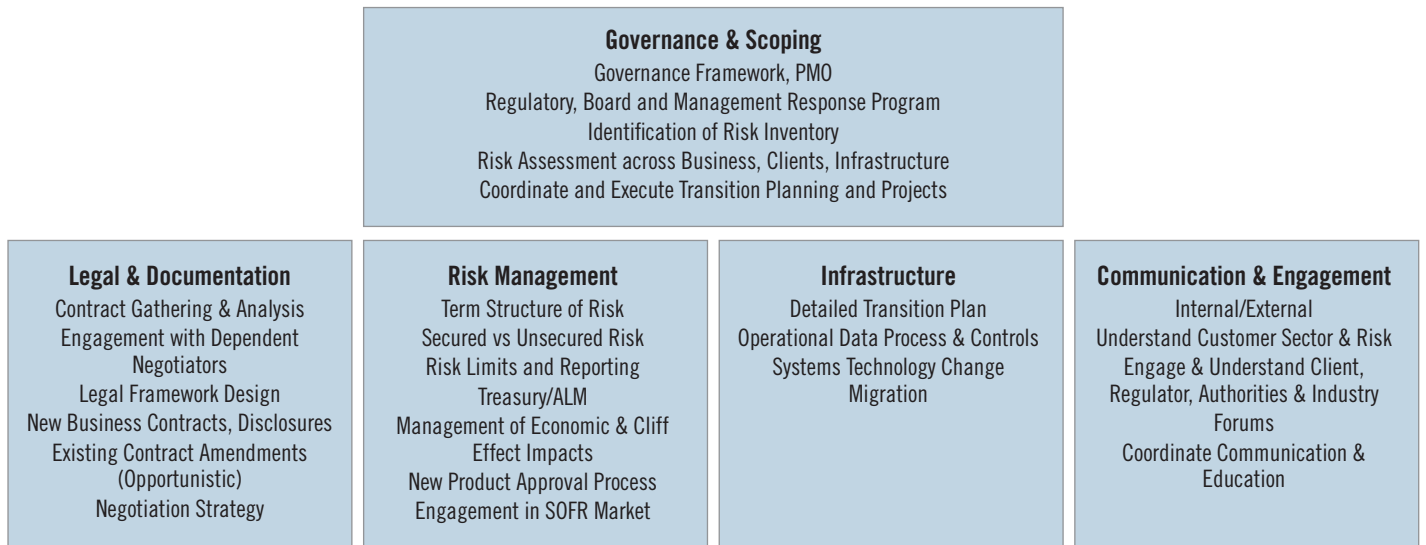 Governance & Scoping
Governance Framework, PMO
Regulatory, Board and Management Response Program
Identification of Risk Inventory
Risk Assessment across Business, Clients, Infrastructure
Coordinate and Execute Transition Planning and Projects
Legal & Documentation
Contract Gathering & Analysis
Engagement with Dependent
Negotiators
Legal Framework Design
New Business Contracts, Disclosures
Existing Contract Amendments
(Opportunistic)
Negotiation Strategy
Risk Management
Term Structure of Risk
Secured vs Unsecured Risk
Risk Limits and Reporting
Treasury/ALM
Management of Economic & Cliff
Effect Impacts
New Product Approval Process
Engagement in SOFR Market
Infrastructure
Detailed Transition Plan
Operational Data Process & Controls
Systems Technology Change
Migration
Communication & Engagement
Internal/External
Understand Customer Sector & Risk
Engage & Understand Client,
Regulator, Authorities & Industry
Forums
Coordinate Communication &
Education